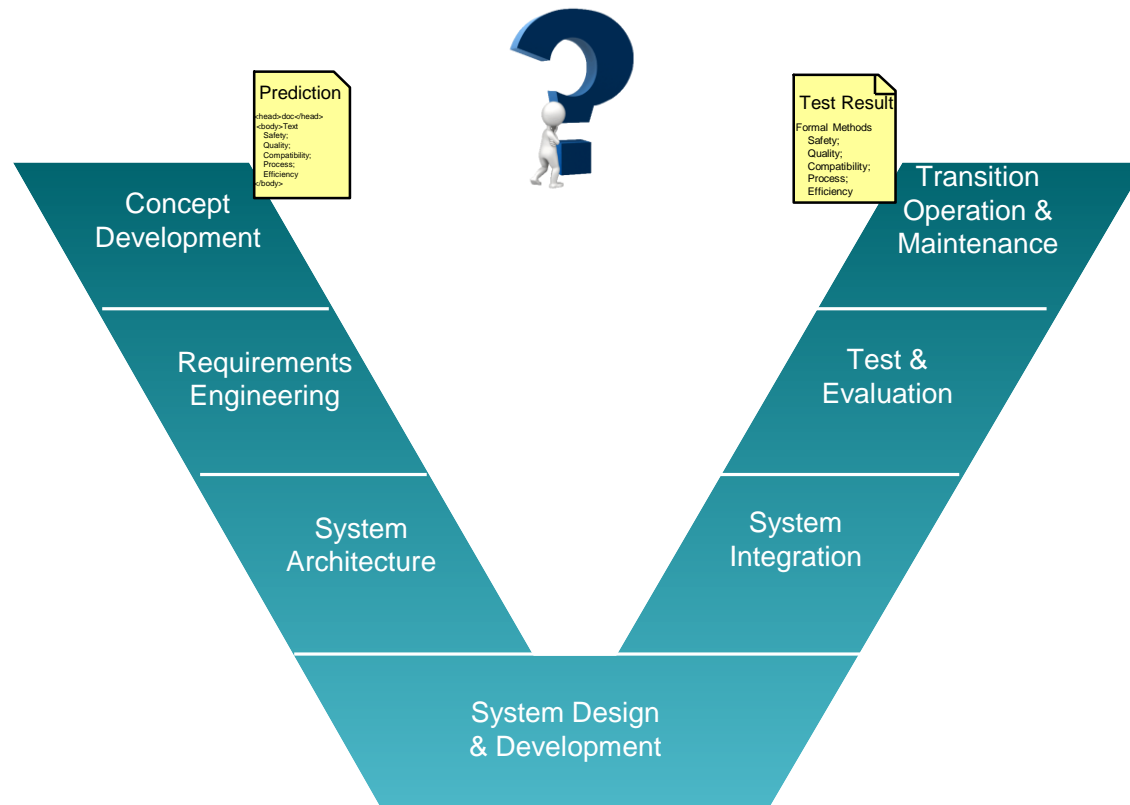 Prediction
<head>doc</head>
<body>Text
Safety;
Quality;
Compatibility;
Process;
Efficiency
</body>
?
Test Result
Formal Methods
Safety;
Quality;
Compatibility;
Process;
Efficiency
Concept
Development
Transition
Operation &
Maintenance
Requirements
Engineering
Test &
Evaluation
System
Architecture
System
Integration
System Design
& Development